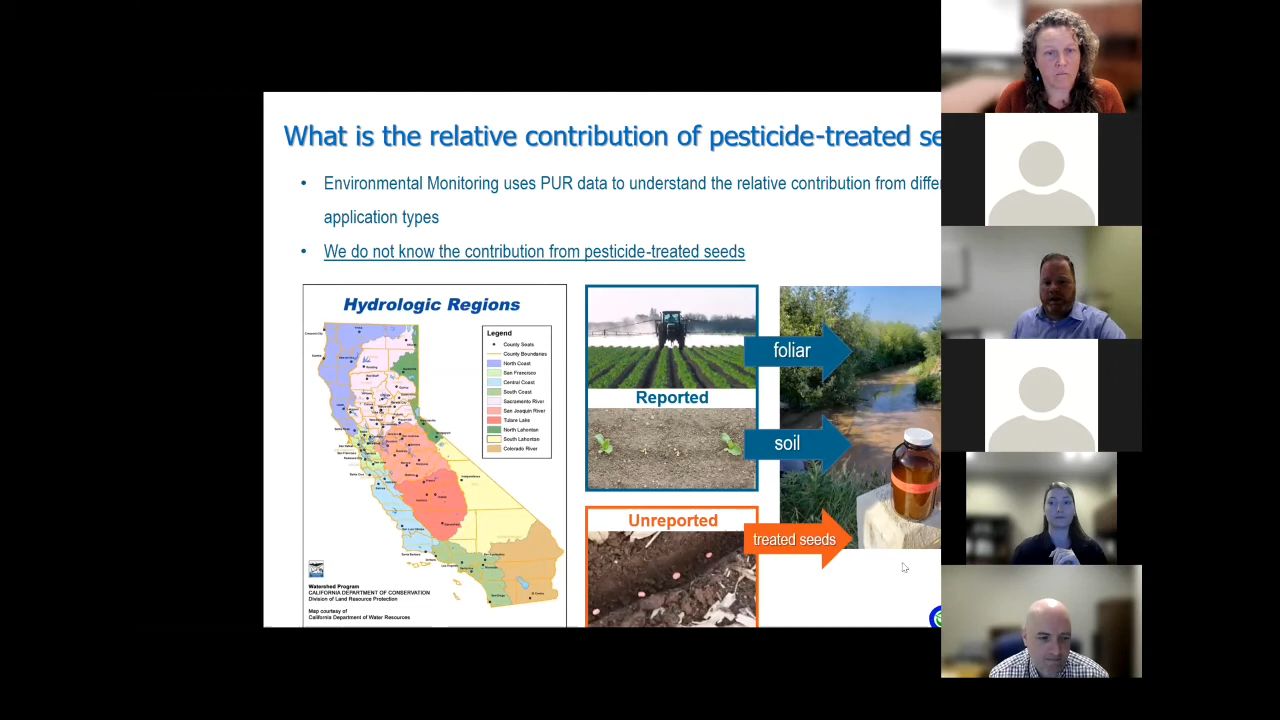 What is the relative contribution of pesticide-treated se
• Environmental Monitoring uses PUR data to understand the relative contribution from differe
application types
• We do not know the contribution from pesticide-treated seeds
Hydrologic Regions
Legend
County Seats
County Boundaries
North Coast
San Francisco
Central Coast
South Coast
Sacramento River
San Joaquin River
Tulare Lake
North Lahontan
South Lahontan
Colorado River
Watershed Program
CALIFORNIA DEPARTMENT OF CONSERVATION
Division of Land Resource Protection
Map courtesy of
California Department of Water Resources
Reported
Unreported
foliar
soil
treated seeds